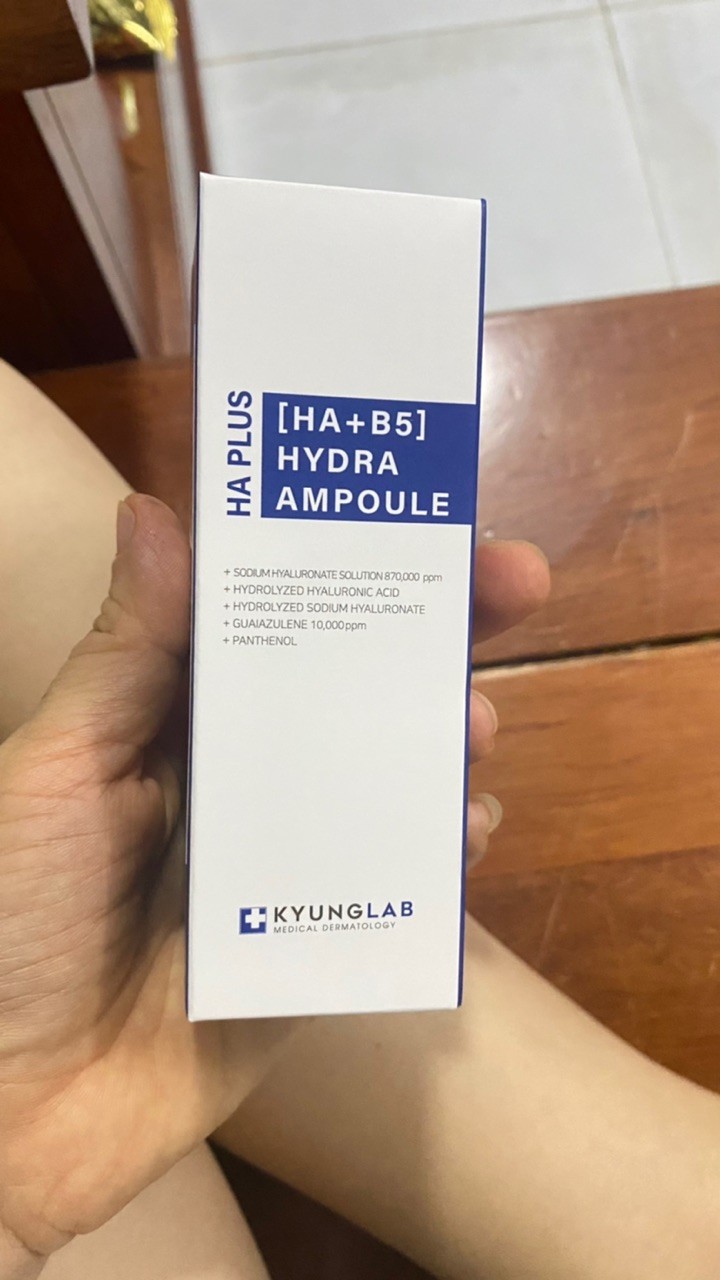 HA PLUS
[HA+B5]
HYDRA
AMPOULE
+ SODIUM HYALURONATE SOLUTION 870,000 ppm
+ HYDROLYZED HYALURONIC ACID
+ HYDROLYZED SODIUM HYALURONATE
+ GUAIAZULENE 10,000ppm
+ PANTHENOL
KYUNGLAB
MEDICAL DERMATOLOGY